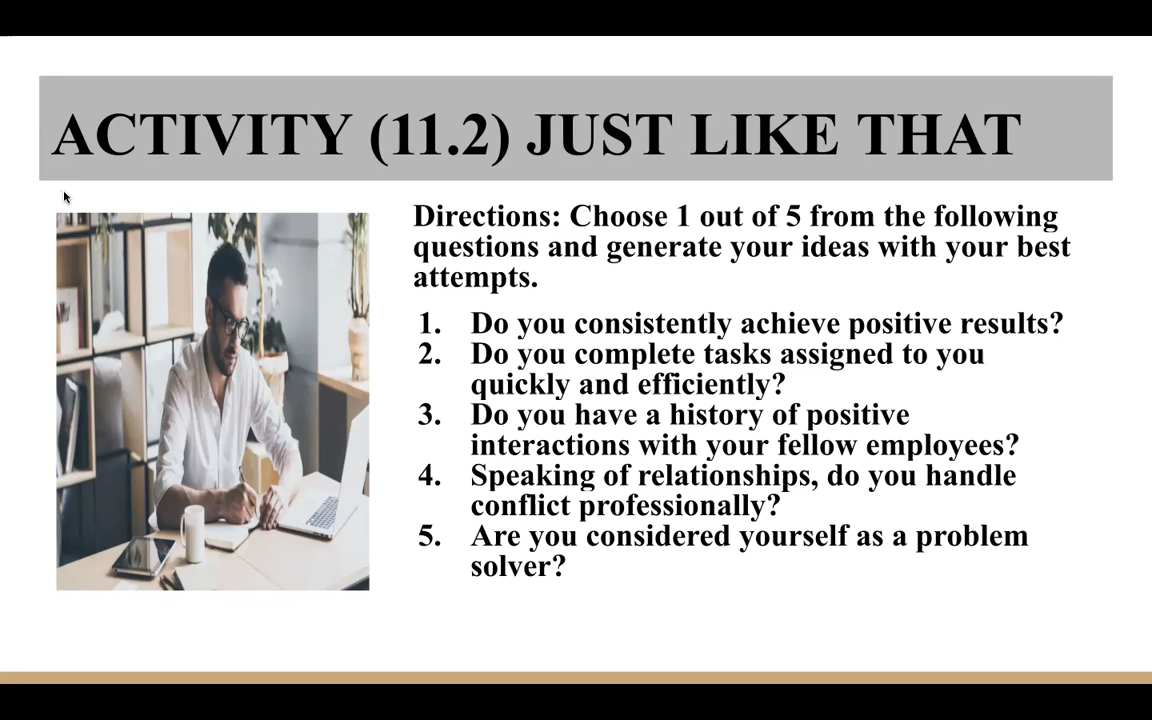 ACTIVITY (11.2) JUST LIKE THAT
Directions: Choose 1 out of 5 from the following
questions and generate your ideas with your best
attempts.
1. Do you consistently achieve positive results?
2. Do you complete tasks assigned to you
quickly and efficiently?
3. Do you have a history of positive
interactions with your fellow employees?
4. Speaking of relationships, do you handle
conflict professionally?
5. Are you considered yourself as a problem
solver?